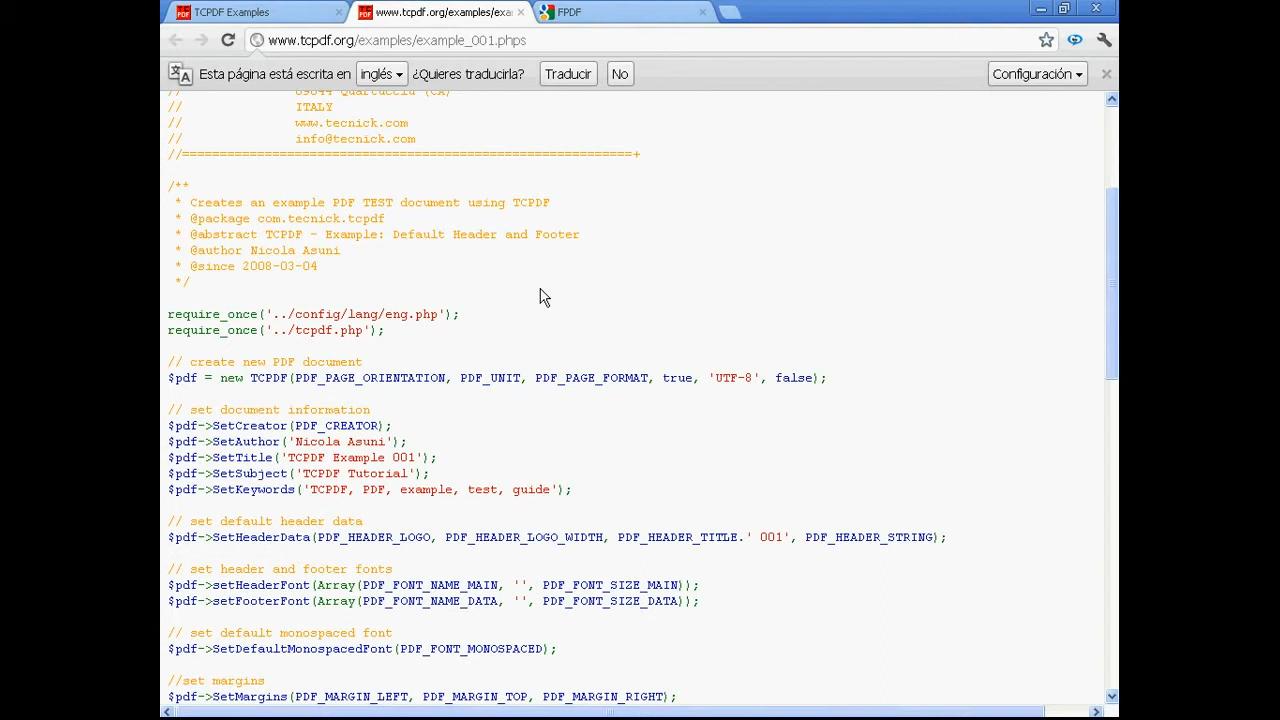 TCPDF Examples
www.tcpdf.org/examples/exa
FPDF
www.tcpdf.org/examples/example_001.phps
Esta página está escrita en inglés ¿Quieres traducirla? Traducir No Configuración
// 09044 Quartucciu (CA)
// ITALY
// www.tecnick.com
// info@tecnick.com
//============================================================+
/**
* Creates an example PDF TEST document using TCPDF
* @package com.tecnick.tcpdf
* @abstract TCPDF - Example: Default Header and Footer
* @author Nicola Asuni
* @since 2008-03-04
*/
require_once('../config/lang/eng.php');
require_once('../tcpdf.php');
// create new PDF document
$pdf = new TCPDF(PDF_PAGE_ORIENTATION, PDF_UNIT, PDF_PAGE_FORMAT, true, 'UTF-8', false);
// set document information
$pdf->SetCreator(PDF_CREATOR);
$pdf->SetAuthor('Nicola Asuni');
$pdf->SetTitle('TCPDF Example 001');
$pdf->SetSubject('TCPDF Tutorial');
$pdf->SetKeywords('TCPDF, PDF, example, test, guide');
// set default header data
$pdf->SetHeaderData(PDF_HEADER_LOGO, PDF_HEADER_LOGO_WIDTH, PDF_HEADER_TITLE.' 001', PDF_HEADER_STRING);
// set header and footer fonts
$pdf->setHeaderFont(Array(PDF_FONT_NAME_MAIN, '', PDF_FONT_SIZE_MAIN));
$pdf->setFooterFont(Array(PDF_FONT_NAME_DATA, '', PDF_FONT_SIZE_DATA));
// set default monospaced font
$pdf->SetDefaultMonospacedFont(PDF_FONT_MONOSPACED);
//set margins
$pdf->SetMargins(PDF_MARGIN_LEFT, PDF_MARGIN_TOP, PDF_MARGIN_RIGHT);